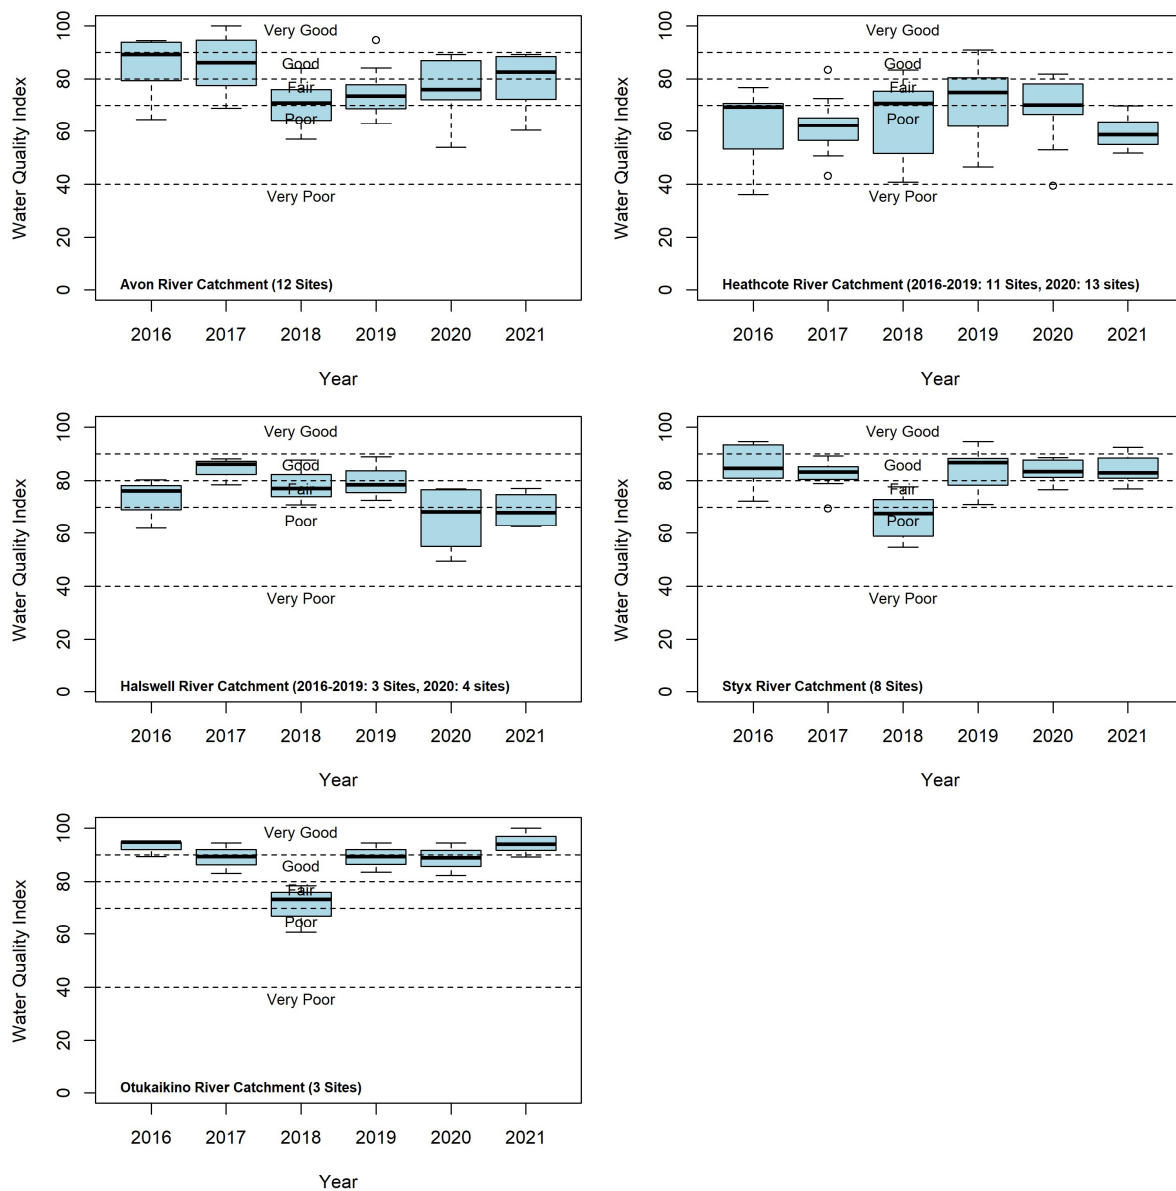 Water Quality Index
100
80
60
40
20
0
Very Good
Good
Fair
Poor
Very Poor
Avon River Catchment (12 Sites)
2016 2017 2018 2019 2020 2021
Year
Water Quality Index
100
80
60
40
20
0
Very Good
Good
Fair
Poor
Very Poor
Heathcote River Catchment (2016-2019: 11 Sites, 2020: 13 sites)
2016 2017 2018 2019 2020 2021
Year
Water Quality Index
100
80
60
40
20
0
Very Good
Good
Fair
Poor
Very Poor
Halswell River Catchment (2016-2019: 3 Sites, 2020: 4 sites)
2016 2017 2018 2019 2020 2021
Year
Water Quality Index
100
80
60
40
20
0
Very Good
Good
Fair
Poor
Very Poor
Styx River Catchment (8 Sites)
2016 2017 2018 2019 2020 2021
Year
Water Quality Index
100
80
60
40
20
0
Very Good
Good
Fair
Poor
Very Poor
Otukaikino River Catchment (3 Sites)
2016 2017 2018 2019 2020 2021
Year